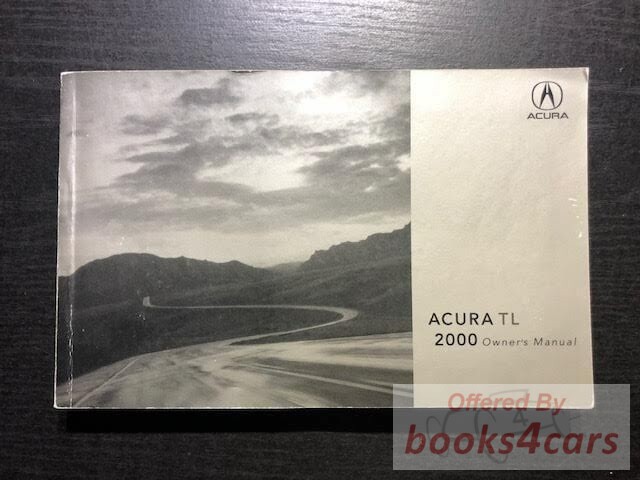 ACURA
ACURA TL
2000 Owner's Manual
Offered By
books4cars